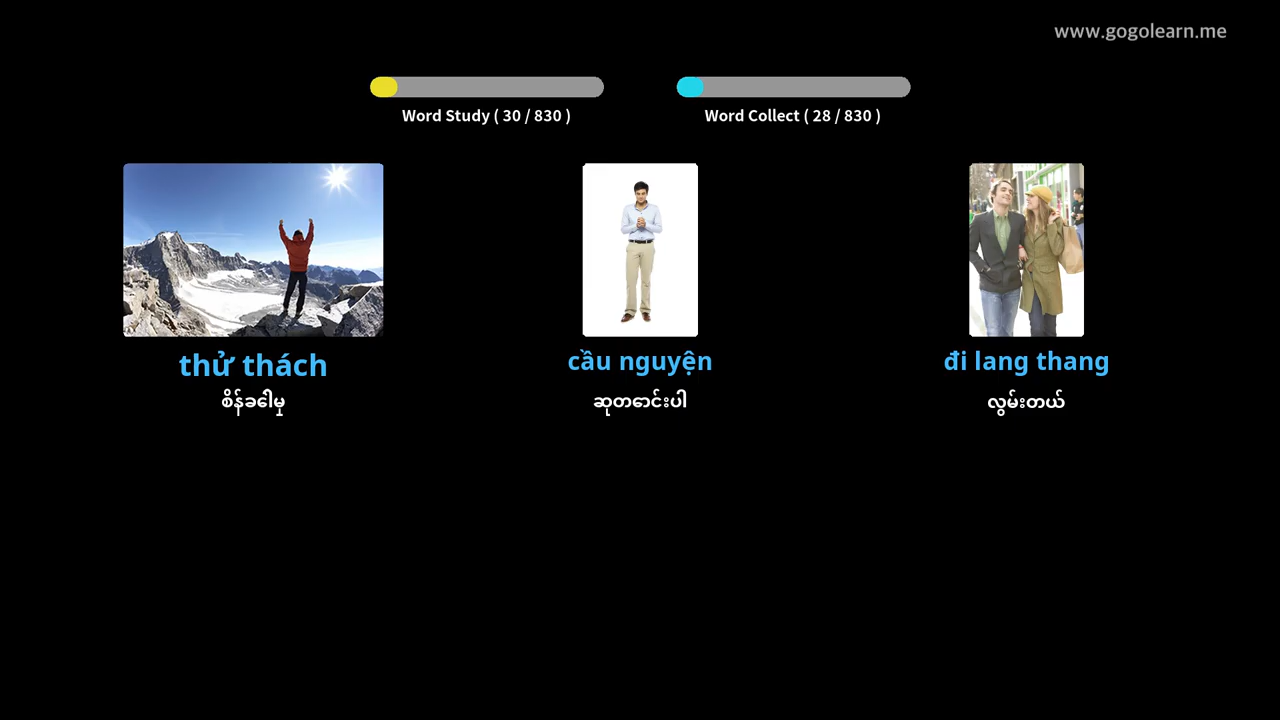 www.gogolearn.me
Word Study ( 30 / 830 )
Word Collect ( 28 / 830 )
thử thách
cầu nguyện
đi lang thang
စိန်ခေါ်မှု
ဆုတောင်းပါ
လွမ်းတယ်